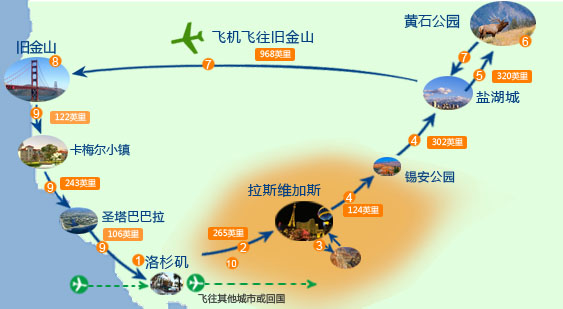 黄石公园
6
旧金山
8
飞机飞往旧金山
968英里
7
7
5
320英里
盐湖城
9
122英里
卡梅尔小镇
4
302英里
锡安公园
9
243英里
拉斯维加斯
4
124英里
圣塔巴巴拉
106英里
9
265英里
2
3
1
洛杉矶
10
飞往其他城市或回国